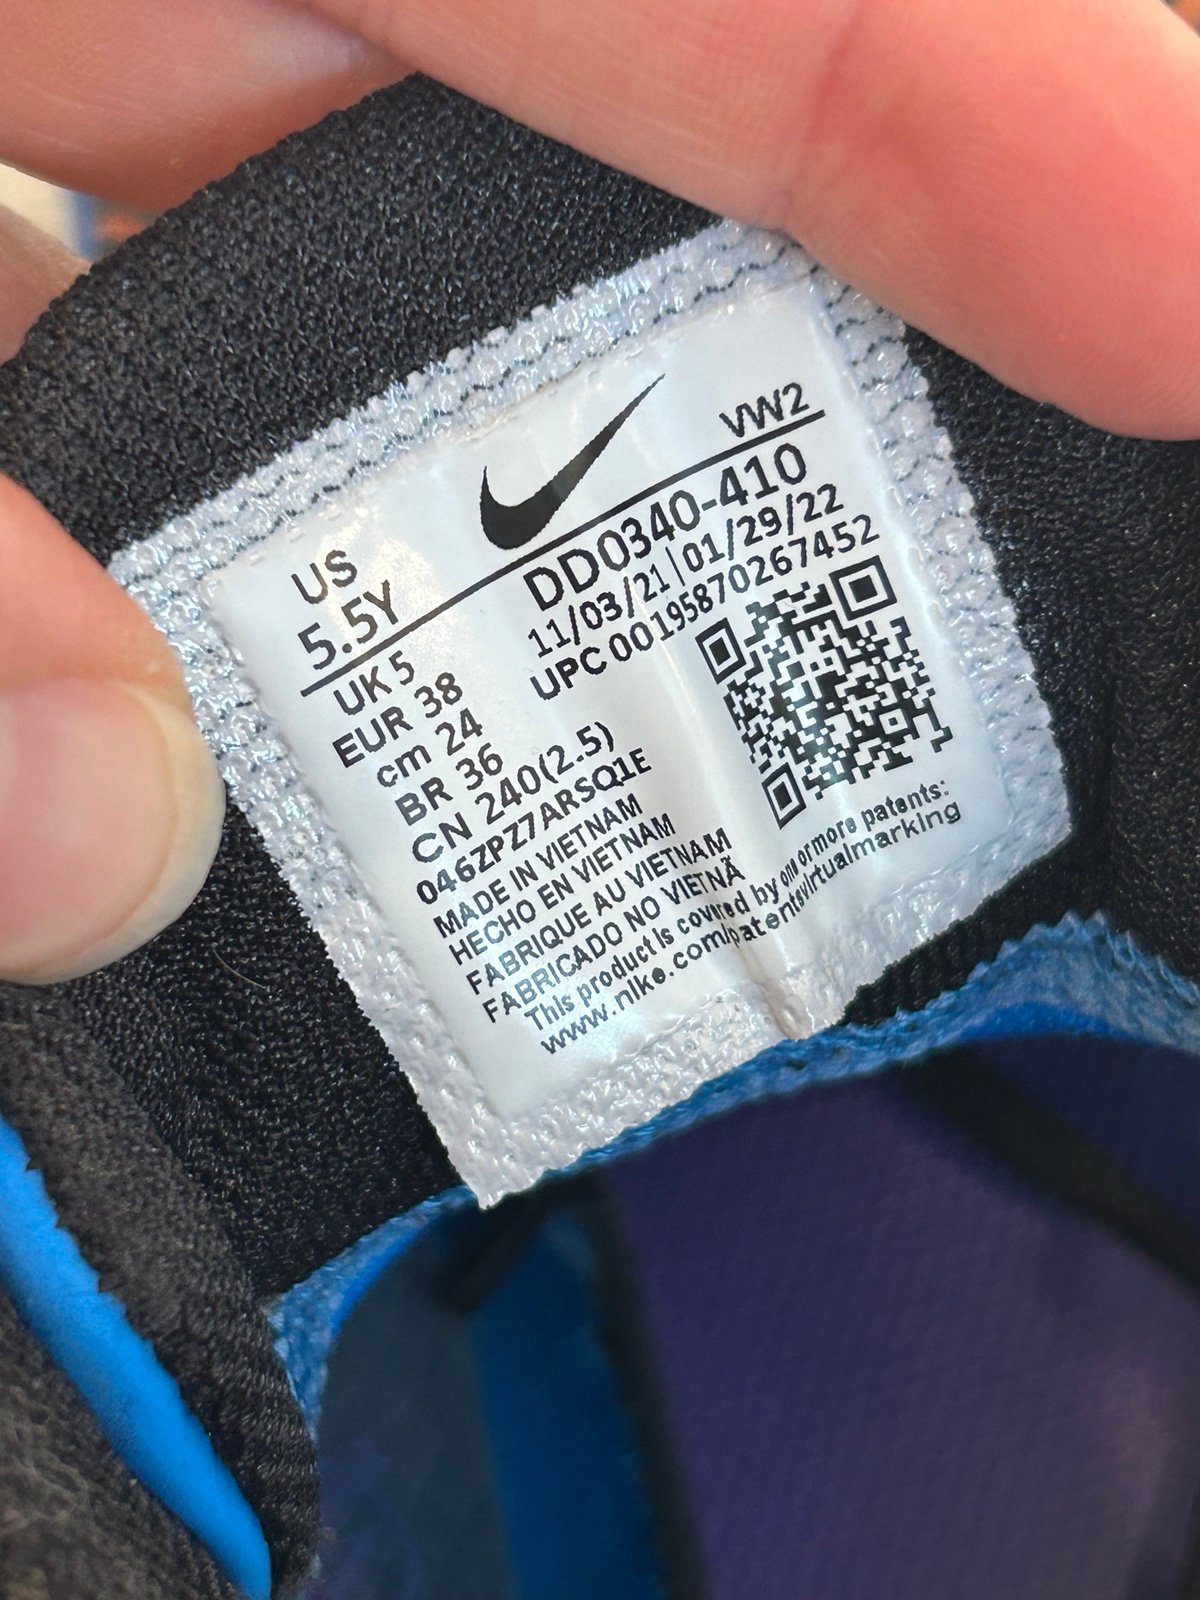 VW2
US
5.5Y
DD0340-410
11/03/21|01/29/22
UPC 00195870267452
UK 5
EUR 38
cm 24
BR 36
CN 240(2.5)
046ZPZ7ARSQ1E
MADE IN VIETNAM
HECHO EN VIETNAM
FABRIQUE AU VIETNAM
FABRICADO NO VIETNÃ
This product is covered by one or more patents:
www.nike.com/patentsvirtualmarking